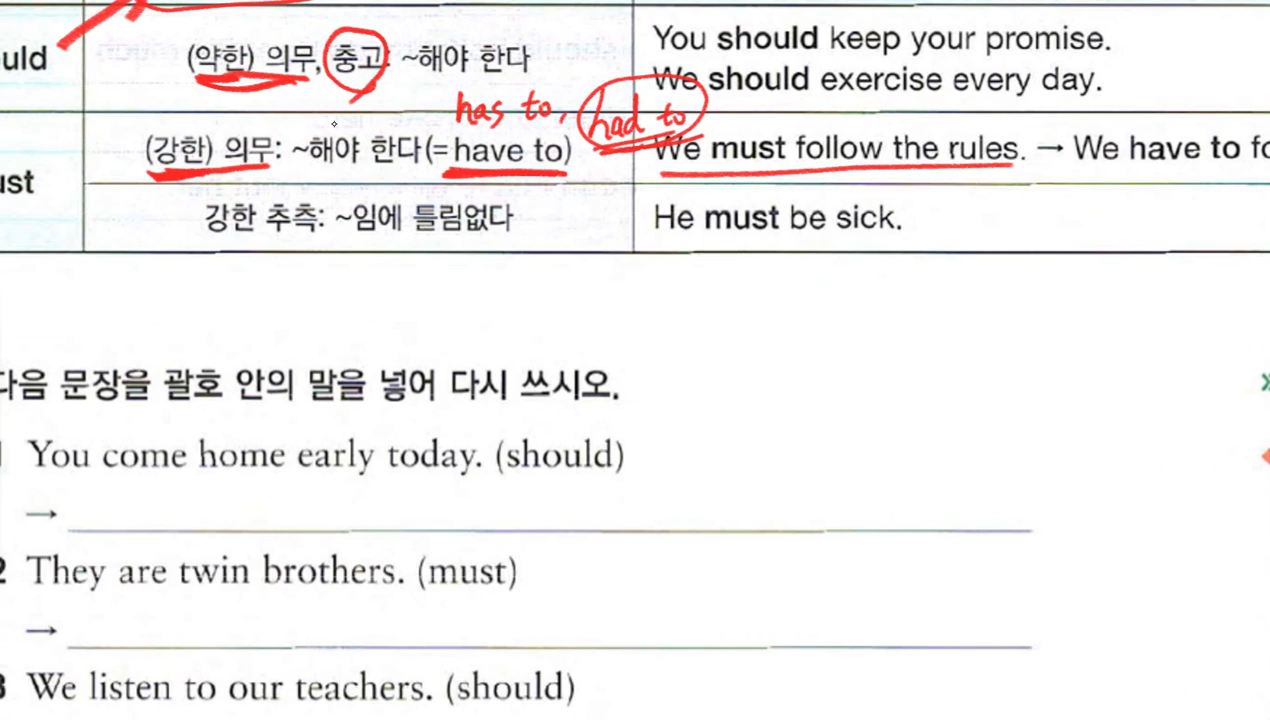 (약한) 의무, 충고: ~해야 한다
You should keep your promise.
We should exercise every day.
has to, had to
(강한) 의무: ~해야 한다(= have to)
We must follow the rules. → We have to
강한 추측: ~임에 틀림없다
He must be sick.
다음 문장을 괄호 안의 말을 넣어 다시 쓰시오.
You come home early today. (should)
→
2 They are twin brothers. (must)
→
3 We listen to our teachers. (should)